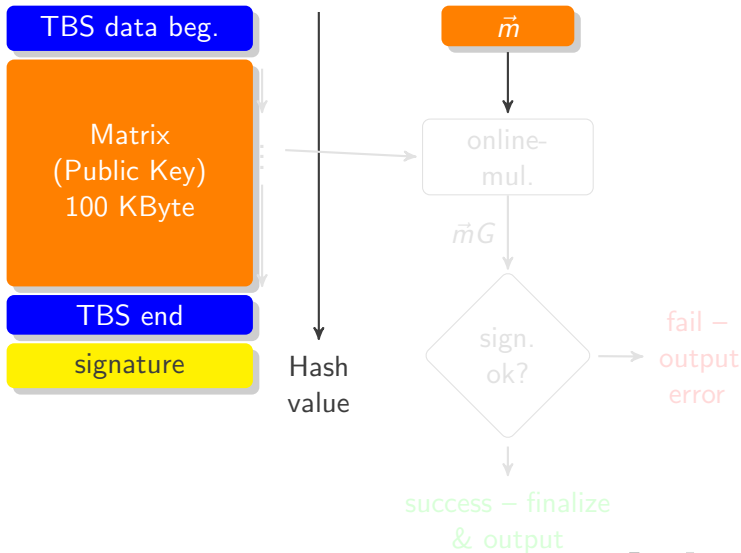 TBS data beg.
Matrix
(Public Key)
100 KByte
TBS end
signature
Hash
value
m⃗
online-
mul.
m⃗G
sign.
ok?
fail –
output
error
success – finalize
& output